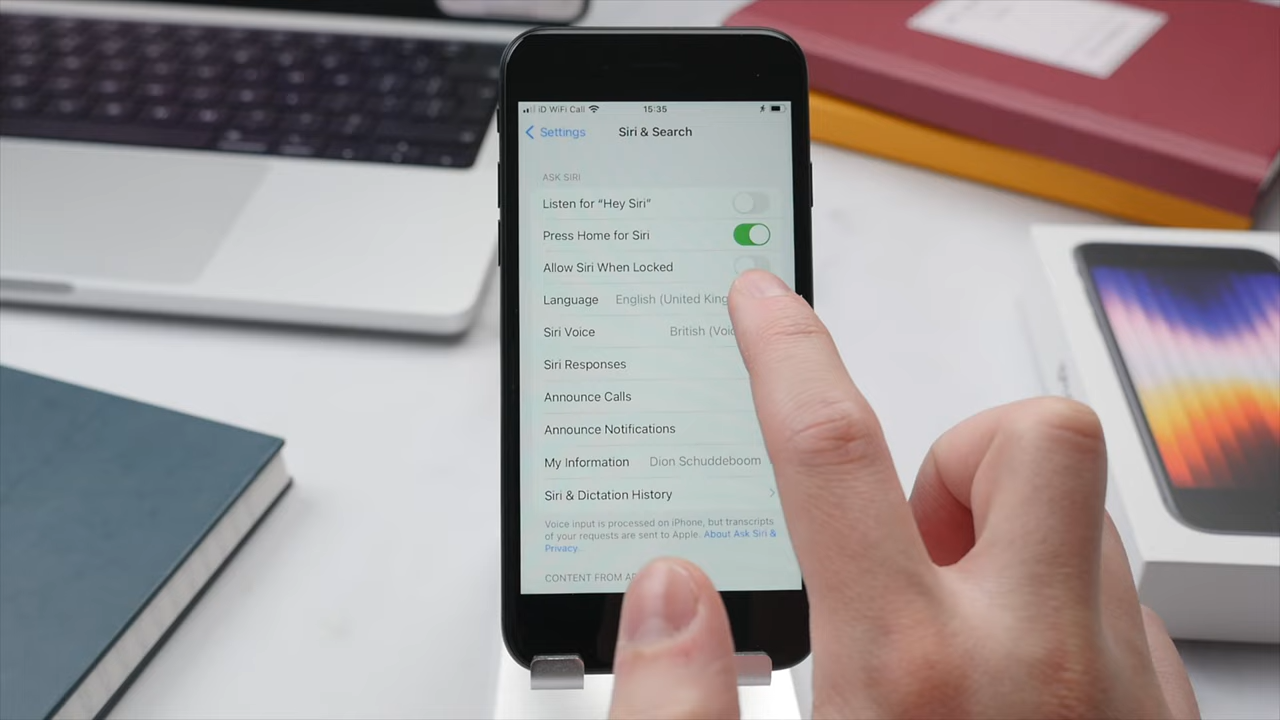 iD WiFi Call 15:35
Settings Siri & Search
ASK SIRI
Listen for “Hey Siri”
Press Home for Siri
Allow Siri When Locked
Language English (United King
Siri Voice British (Voi
Siri Responses
Announce Calls
Announce Notifications
My Information Dion Schuddeboom
Siri & Dictation History
Voice input is processed on iPhone, but transcripts
of your requests are sent to Apple. About Ask Siri &
Privacy...
CONTENT FROM AP